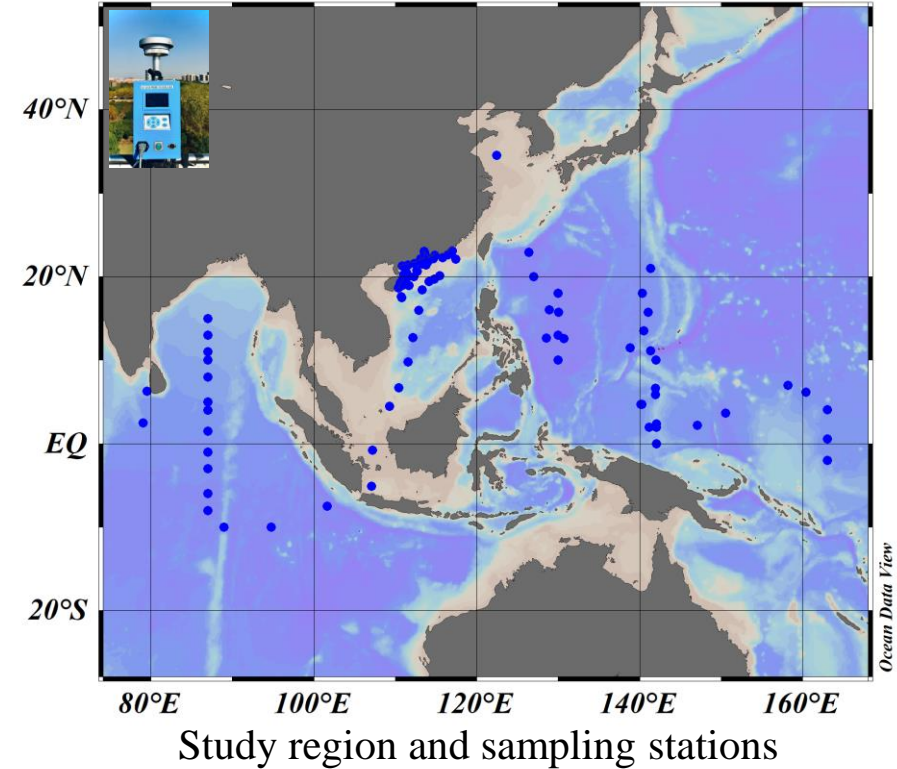 40°N
20°N
EQ
20°S
80°E 100°E 120°E 140°E 160°E
Ocean Data View
Study region and sampling stations